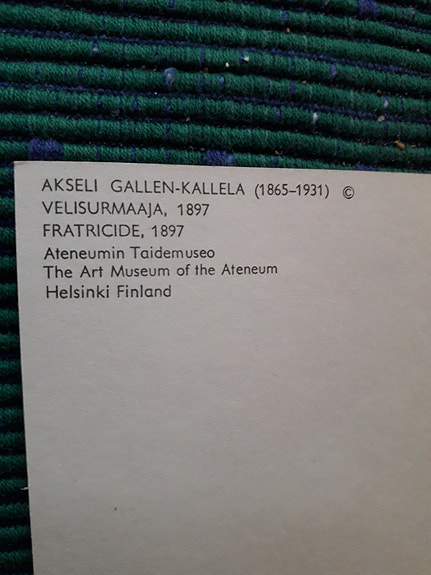 AKSELI GALLEN-KALLELA (1865–1931) ©
VELISURMAAJA, 1897
FRATRICIDE, 1897
Ateneumin Taidemuseo
The Art Museum of the Ateneum
Helsinki Finland